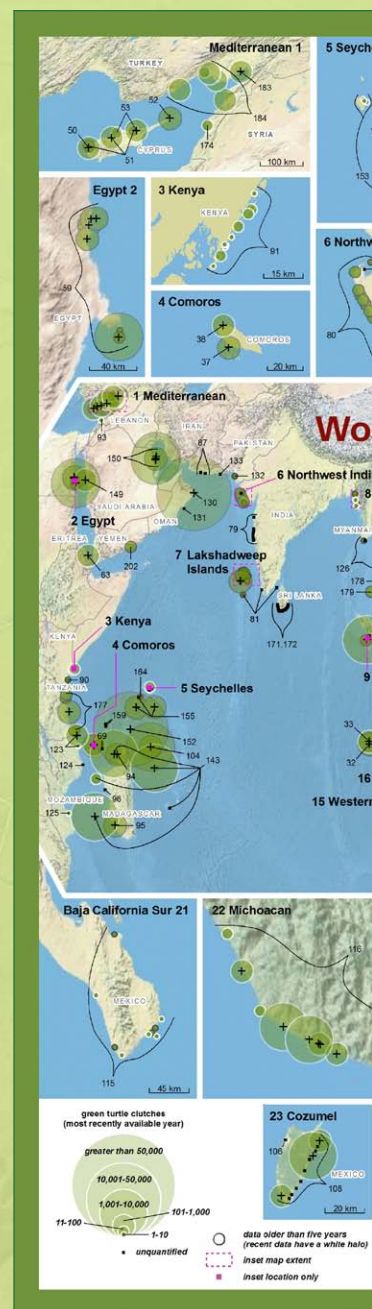 Mediterranean 1
TURKEY
183
53
52
184
50
51
CYPRUS
174
SYRIA
100 km
5 Seych
153
Egypt 2
59
EGYPT
40 km
3 Kenya
KENYA
91
15 km
4 Comoros
38
37
COMOROS
20 km
6 Northw
80
1 Mediterranean
LEBANON
93
IRAN
87
PAKISTAN
Wo
150
133
132
6 Northwest Indi
149
130
8
SAUDI ARABIA
131
OMAN
INDIA
79
2 Egypt
ERITREA
YEMEN
MYANMA
7 Lakshadweep
Islands
126
63
202
178
179
SRI LANKA
81
171,172
3 Kenya
KENYA
4 Comoros
9
90
TANZANIA
164
5 Seychelles
177
159
155
33
69
152
123
104
143
32
124
94
16
96
15 Western
MOZAMBIQUE
125
MADAGASCAR
95
Baja California Sur 21
MEXICO
115
45 km
22 Michoacan
116
23 Cozumel
106
MEXICO
108
20 km
green turtle clutches
(most recently available year)
greater than 50,000
10,001-50,000
1,001-10,000
101-1,000
11-100
1-10
unquantified
data older than five years
(recent data have a white halo)
inset map extent
inset location only